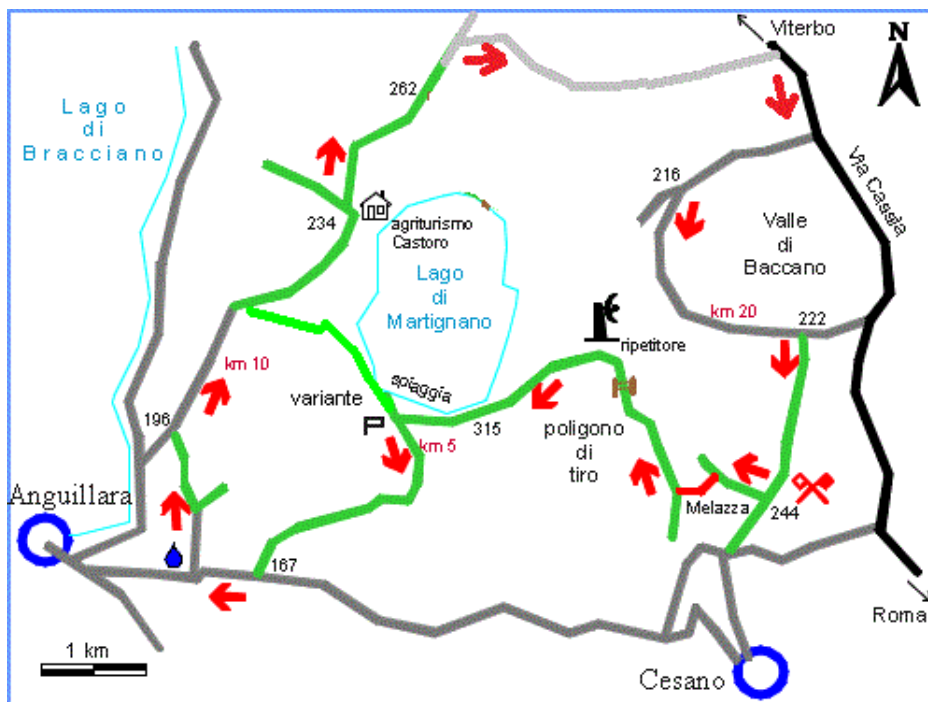 Viterbo
N
Lago
di
Bracciano
262
Via Cassia
216
234
agriturismo
Castoro
Valle
di
Baccano
Lago
di
Martignano
km 20
222
ripetitore
km 10
spiaggia
variante
196
P
km 5
315
poligono
di
tiro
Anguillara
Melazza
244
167
Roma
1 km
Cesano